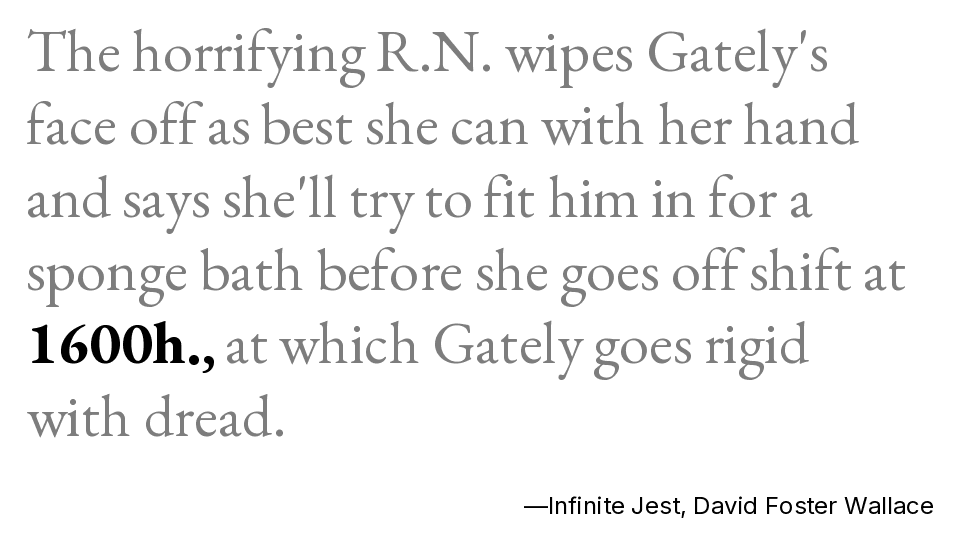 The horrifying R.N. wipes Gately's
face off as best she can with her hand
and says she'll try to fit him in for a
sponge bath before she goes off shift at
1600h., at which Gately goes rigid
with dread.
—Infinite Jest, David Foster Wallace